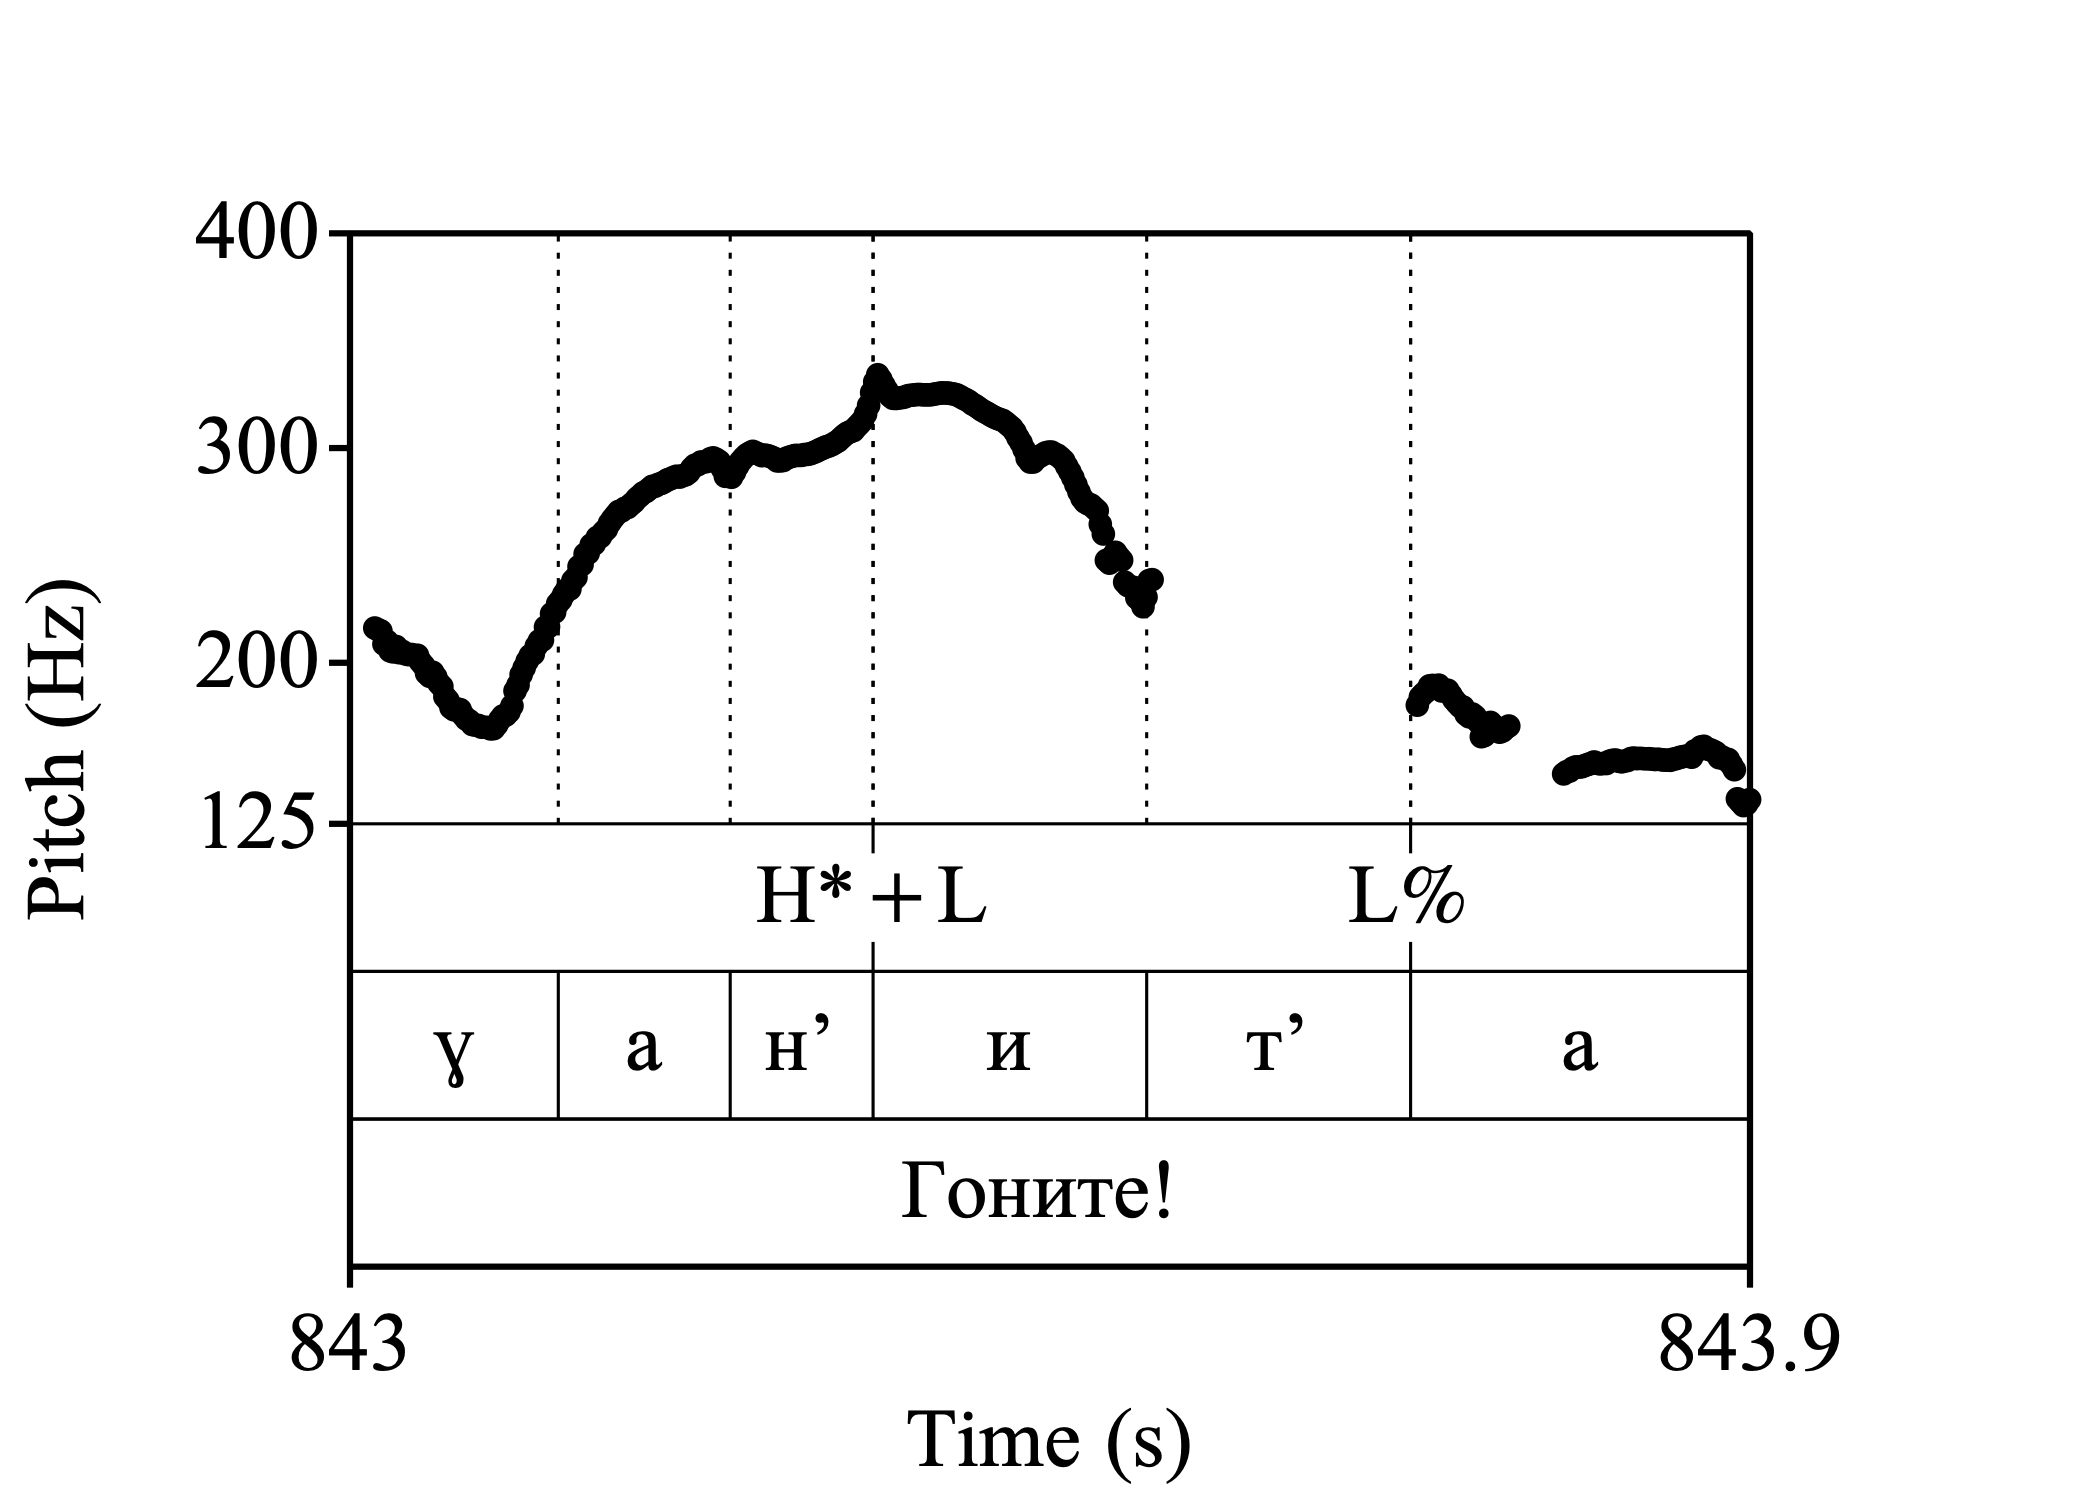 400
300
200
125
Pitch (Hz)
H* + L L%
ɣ а н’ и т’ а
Гоните!
843 843.9
Time (s)